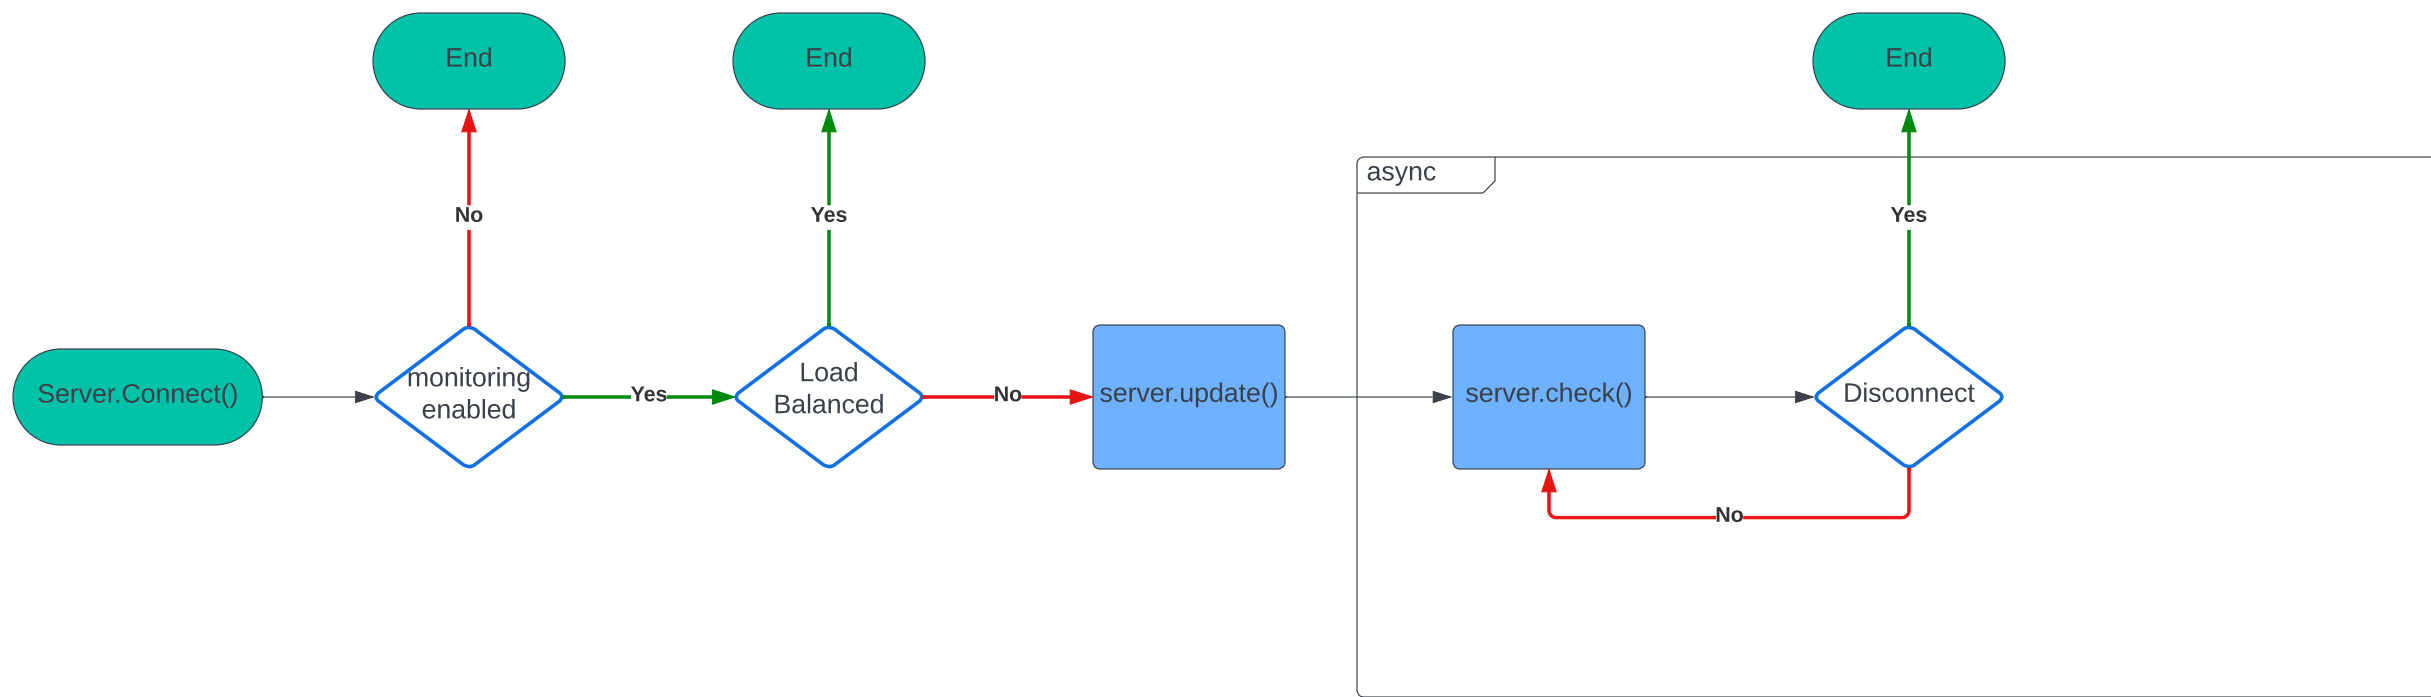 End
End
End
async
No
Yes
Yes
Server.Connect()
monitoring
enabled
Yes
Load
Balanced
No
server.update()
server.check()
Disconnect
No